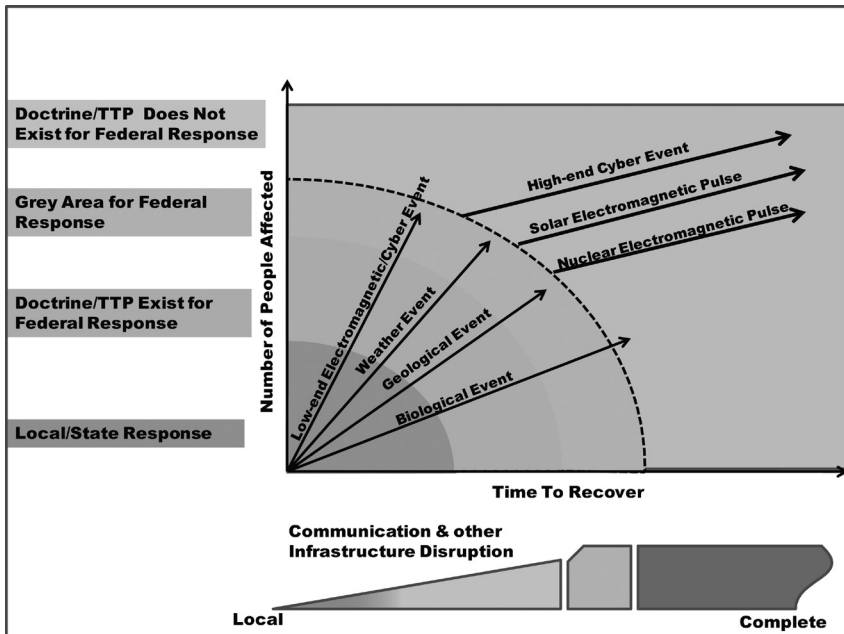 Doctrine/TTP Does Not
Exist for Federal Response
Grey Area for Federal
Response
Doctrine/TTP Exist for
Federal Response
Local/State Response
Number of People Affected
Low-end Electromagnetic/Cyber Event
Weather Event
Geological Event
Biological Event
High-end Cyber Event
Solar Electromagnetic Pulse
Nuclear Electromagnetic Pulse
Time To Recover
Communication & other
Infrastructure Disruption
Local
Complete